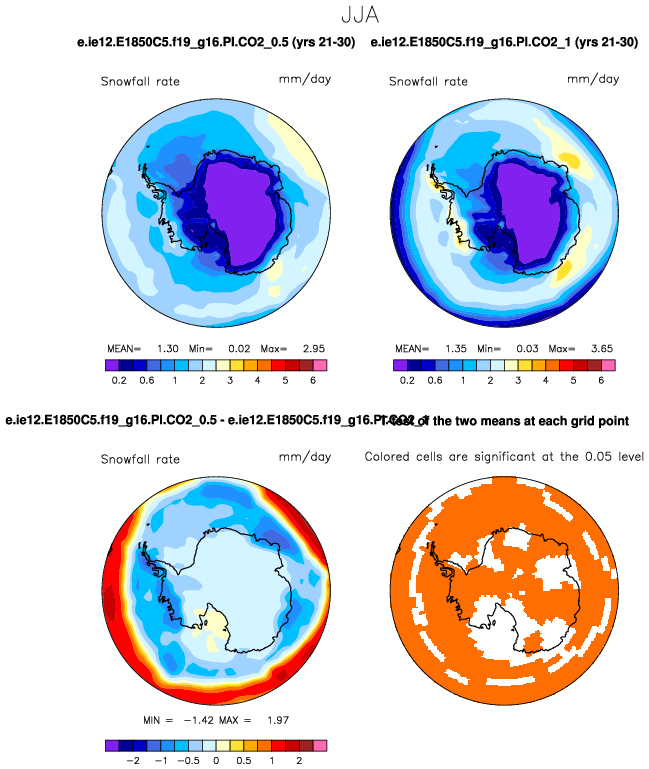 JJA
e.ie12.E1850C5.f19_g16.PI.CO2_0.5 (yrs 21-30)
e.ie12.E1850C5.f19_g16.PI.CO2_1 (yrs 21-30)
Snowfall rate mm/day
Snowfall rate mm/day
MEAN= 1.30 Min= 0.02 Max= 2.95
0.2 0.6 1 2 3 4 5 6
MEAN= 1.35 Min= 0.03 Max= 3.65
0.2 0.6 1 2 3 4 5 6
e.ie12.E1850C5.f19_g16.PI.CO2_0.5 - e.ie12.E1850C5.f19_g16.PI.CO2_1
T-Test of the two means at each grid point
Snowfall rate mm/day
Colored cells are significant at the 0.05 level
MIN = -1.42 MAX = 1.97
-2 -1 -0.5 0 0.5 1 2